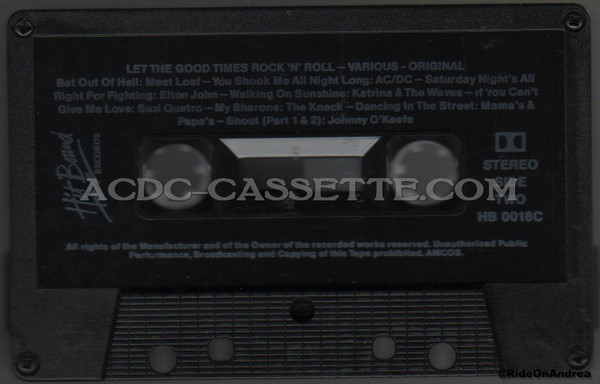 LET THE GOOD TIMES ROCK 'N' ROLL – VARIOUS - ORIGINAL
Bat Out Of Hell: Meat Loaf – You Shook Me All Night Long: AC/DC – Saturday Night's All
Right For Fighting: Elton John – Walking On Sunshine: Katrina & The Waves – If You Can't
Give Me Love: Suzi Quatro – My Sharona: The Knack – Dancing In The Street: Mama's &
Papa's – Shout (Part 1 & 2): Johnny O'Keefe
Hit Bound
RECORDS
STEREO
SIDE
TWO
HB 0018C
ACDC-CASSETTE.COM
All rights of the Manufacturer and of the Owner of the recorded works reserved. Unauthorised Public
Performance, Broadcasting and Copying of this Tape prohibited. AMCOS.
@RideOnAndrea